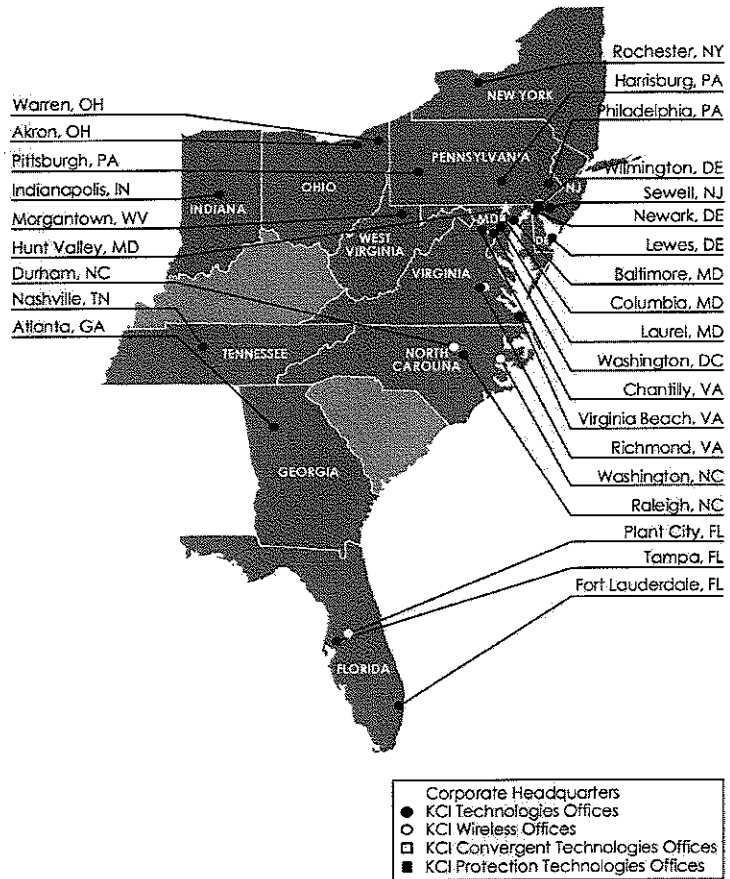 Rochester, NY
Harrisburg, PA
Philadelphia, PA
Wilmington, DE
Sewell, NJ
Newark, DE
Lewes, DE
Baltimore, MD
Columbia, MD
Laurel, MD
Washington, DC
Chantilly, VA
Virginia Beach, VA
Richmond, VA
Washington, NC
Raleigh, NC
Plant City, FL
Tampa, FL
Fort Lauderdale, FL
Warren, OH
Akron, OH
Pittsburgh, PA
Indianapolis, IN
Morgantown, WV
Hunt Valley, MD
Durham, NC
Nashville, TN
Atlanta, GA
NEW YORK
PENNSYLVANIA
NJ
OHIO
INDIANA
MD
DE
WEST
VIRGINIA
VIRGINIA
TENNESSEE
NORTH
CAROLINA
GEORGIA
FLORIDA
Corporate Headquarters
KCI Technologies Offices
KCI Wireless Offices
KCI Convergent Technologies Offices
KCI Protection Technologies Offices